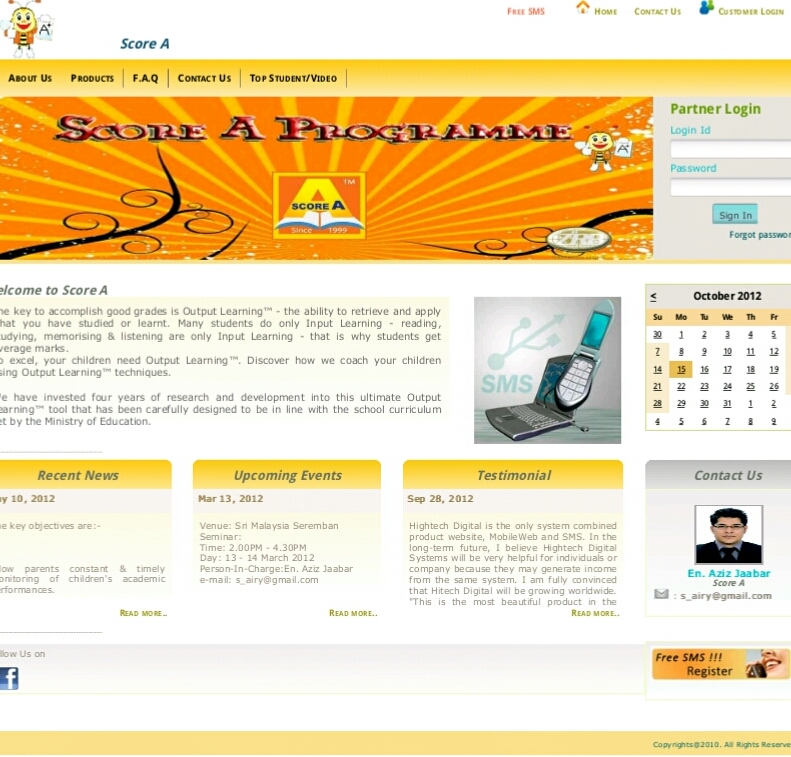 Free SMS
Home
Contact Us
Customer Login
A+
Score A
About Us
Products
F.A.Q
Contact Us
Top Student/Video
Score A Programme
TM
SCORE A
Since 1999
Partner Login
Login Id
Password
Sign In
Forgot passwor
elcome to Score A
he key to accomplish good grades is Output Learning™ - the ability to retrieve and apply
hat you have studied or learnt. Many students do only Input Learning - reading,
tudying, memorising & listening are only Input Learning - that is why students get
verage marks.
o excel, your children need Output Learning™. Discover how we coach your children
sing Output Learning™ techniques.
e have invested four years of research and development into this ultimate Output
earning™ tool that has been carefully designed to be in line with the school curriculum
et by the Ministry of Education.
SMS
< October 2012
Su Mo Tu We Th Fr
30 1 2 3 4 5
7 8 9 10 11 12
14 15 16 17 18 19
21 22 23 24 25 26
28 29 30 31 1 2
4 5 6 7 8 9
Recent News
ay 10, 2012
he key objectives are:-
llow parents constant & timely
onitoring of children's academic
erformances.
Read more..
Upcoming Events
Mar 13, 2012
Venue: Sri Malaysia Seremban
Seminar:
Time: 2.00PM - 4.30PM
Day: 13 - 14 March 2012
Person-In-Charge:En. Aziz Jaabar
e-mail: s_airy@gmail.com
Read more..
Testimonial
Sep 28, 2012
Hightech Digital is the only system combined
product website, MobileWeb and SMS. In the
long-term future, I believe Hightech Digital
Systems will be very helpful for individuals or
company because they may generate income
from the same system. I am fully convinced
that Hitech Digital will be growing worldwide.
"This is the most beautiful product in the
Read more..
Contact Us
En. Aziz Jaabar
Score A
: s_airy@gmail.com
llow Us on
f
Free SMS !!!
Register
Copyrights@2010. All Rights Reserve